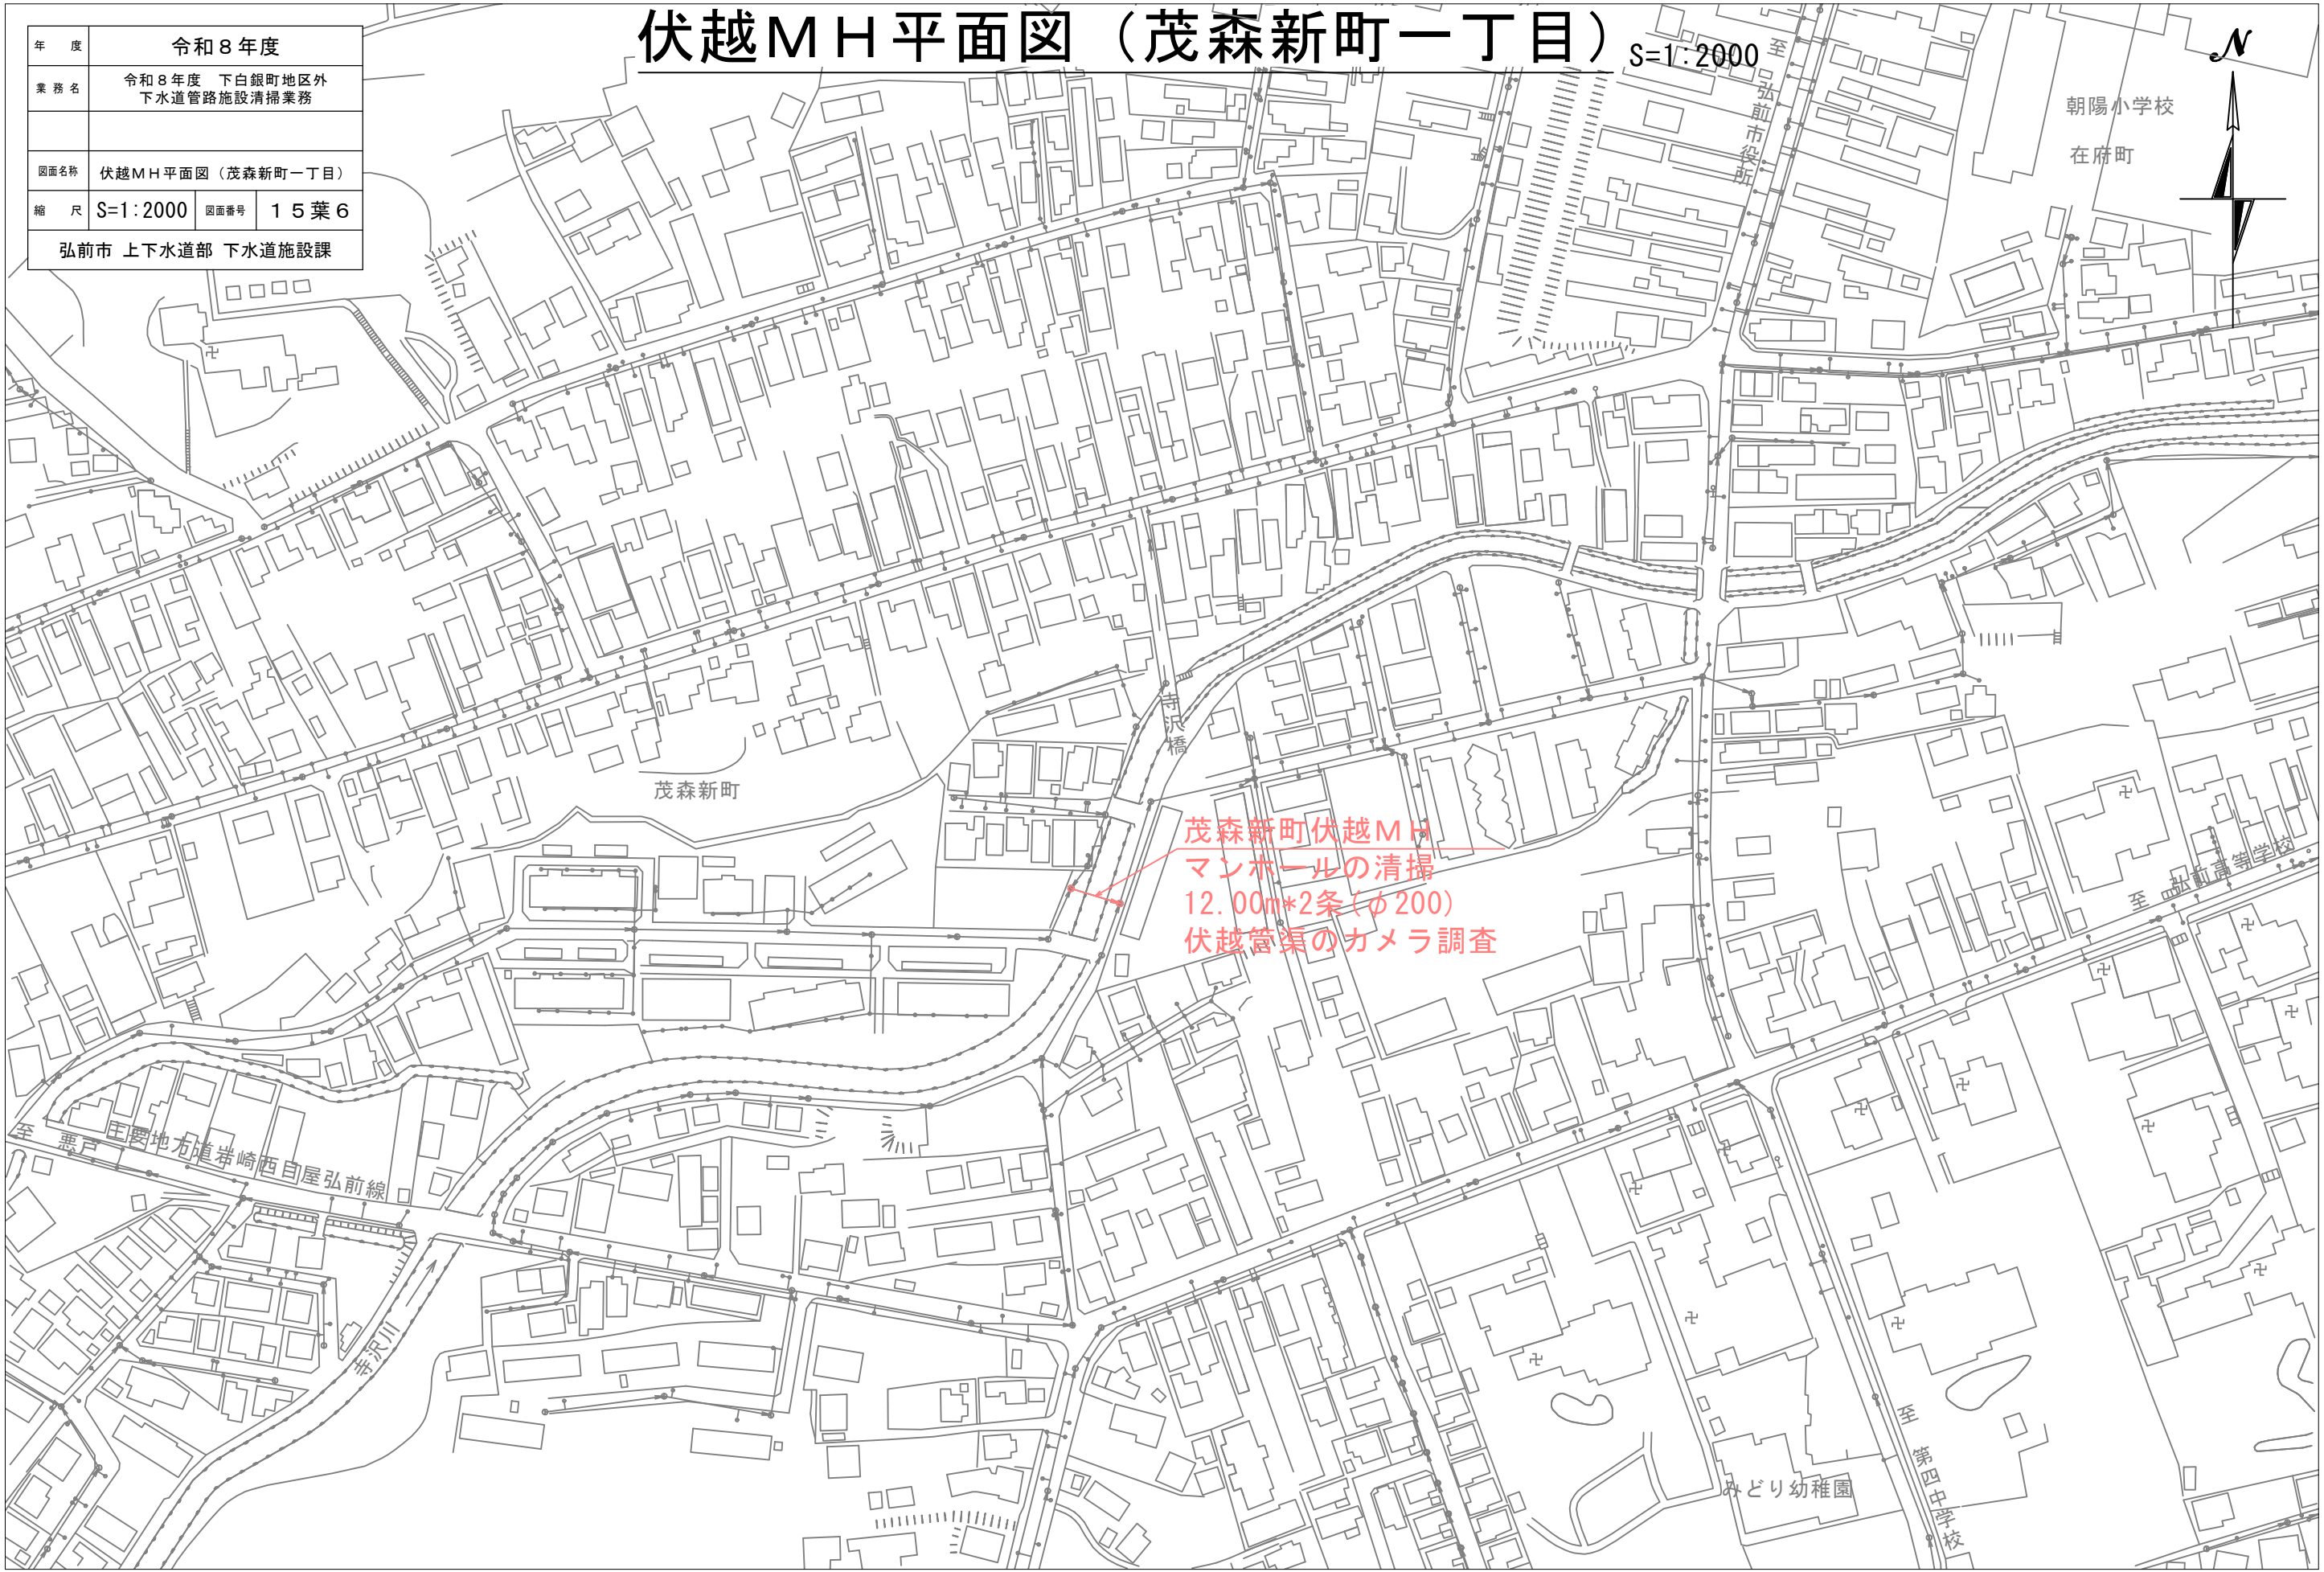 伏越ＭＨ平面図（茂森新町一丁目）S=1:2000
年　度　令和８年度
業務名　令和８年度　下白銀町地区外
下水道管路施設清掃業務
図面名称　伏越ＭＨ平面図（茂森新町一丁目）
縮　尺　S=1:2000　図面番号　１５葉６
弘前市 上下水道部 下水道施設課
N
至 弘前市役所
朝陽小学校
在府町
寺沢橋
茂森新町
茂森新町伏越ＭＨ
マンホールの清掃
12.00m*2条(φ200)
伏越管渠のカメラ調査
至 弘前高等学校
至 悪戸
主要地方道岩崎西目屋弘前線
寺沢川
みどり幼稚園
至 第四中学校